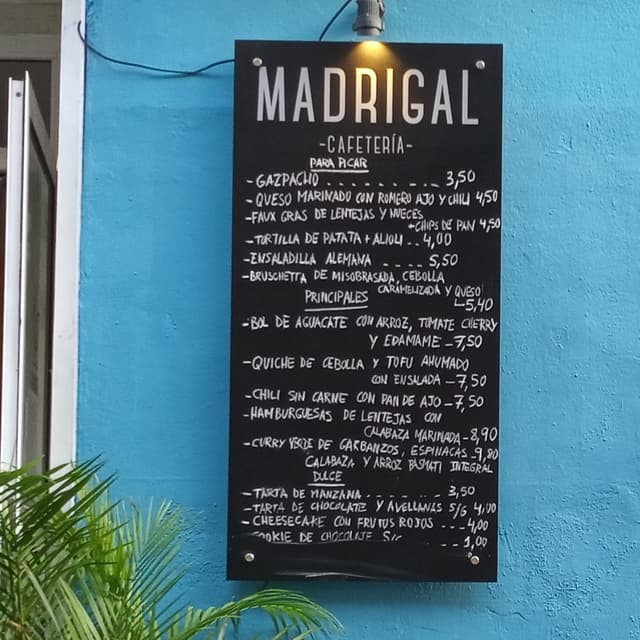 MADRIGAL
-CAFETERÍA-
PARA PICAR
-GAZPACHO . . . . . . . . . . 3,50
-QUESO MARINADO CON ROMERO AJO Y CHILI 4,50
-FAUX GRAS DE LENTEJAS Y NUECES
+CHIPS DE PAN 4,50
-TORTILLA DE PATATA + ALIOLI . . 4,00
-ENSALADILLA ALEMANA . . . . . 5,50
-BRUSCHETTA DE MISOBRASADA, CEBOLLA
CARAMELIZADA Y QUESO
5,40
PRINCIPALES
-BOL DE AGUACATE CON ARROZ, TOMATE CHERRY
Y EDAMAME -7,50
-QUICHE DE CEBOLLA Y TOFU AHUMADO
CON ENSALADA -7,50
-CHILI SIN CARNE CON PAN DE AJO -7,50
-HAMBURGUESAS DE LENTEJAS CON
CALABAZA MARINADA -8,90
-CURRY VERDE DE GARBANZOS, ESPINACAS -9,80
CALABAZA Y ARROZ BASMATI INTEGRAL
DULCE
-TARTA DE MANZANA . . . . . . . . 3,50
-TARTA DE CHOCOLATE Y AVELLANAS S/G 4,00
-CHEESECAKE CON FRUTOS ROJOS . . . 4,00
COOKIE DE CHOCOLATE S/G . . . . 1,00